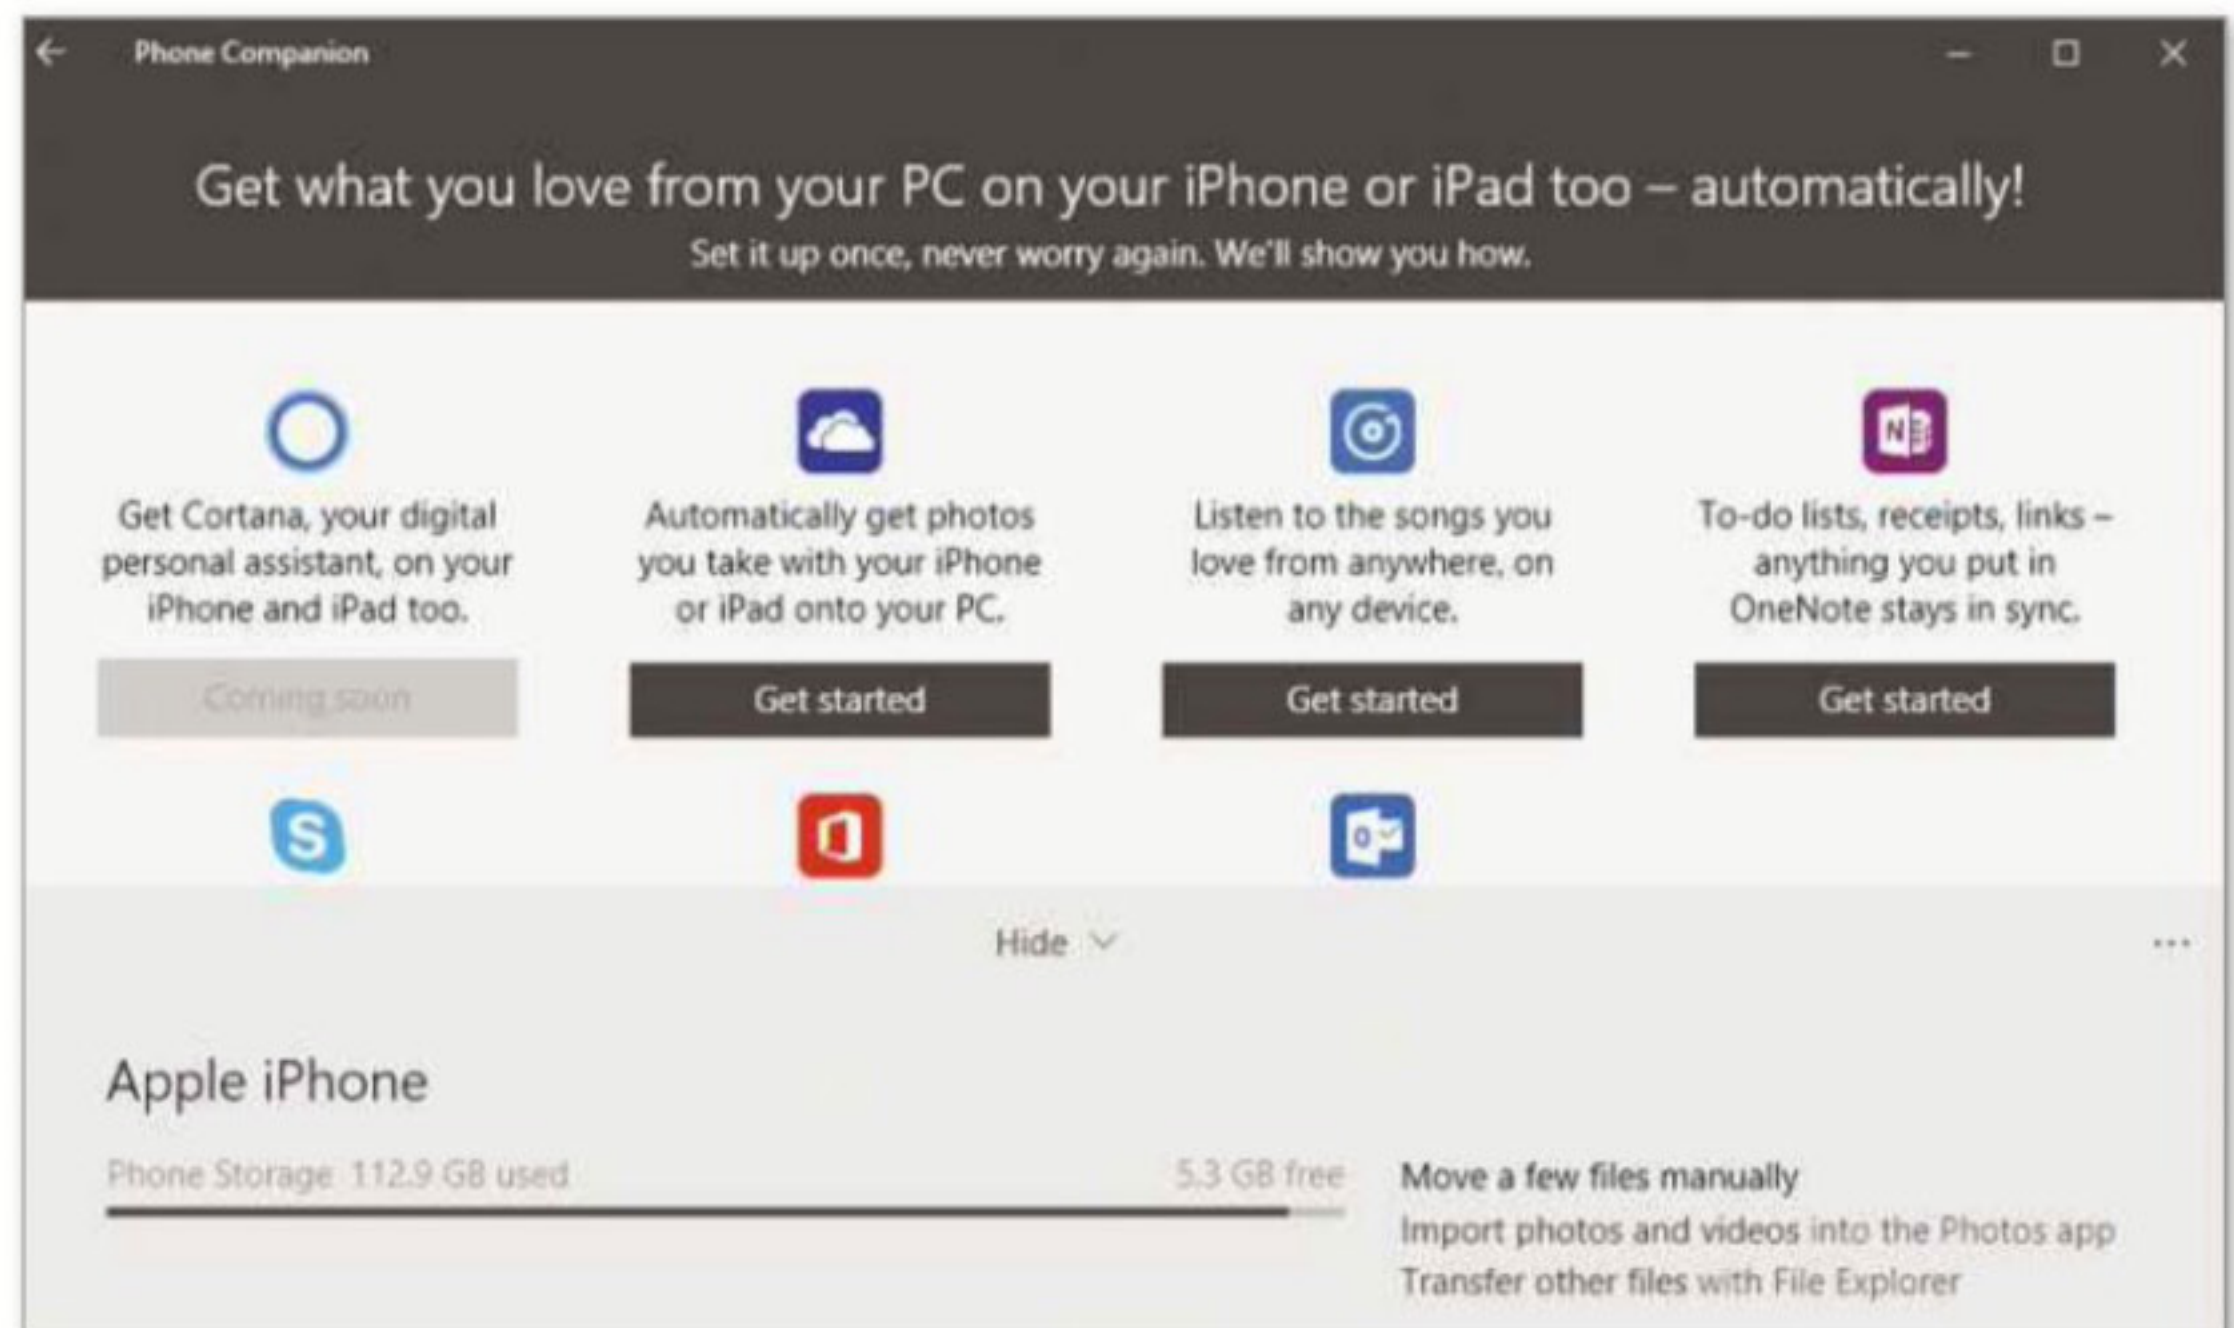 Phone Companion
Get what you love from your PC on your iPhone or iPad too – automatically!
Set it up once, never worry again. We'll show you how.
Get Cortana, your digital
personal assistant, on your
iPhone and iPad too.
Coming soon
Automatically get photos
you take with your iPhone
or iPad onto your PC.
Get started
Listen to the songs you
love from anywhere, on
any device.
Get started
N
To-do lists, receipts, links –
anything you put in
OneNote stays in sync.
Get started
S
o
Hide
...
Apple iPhone
Phone Storage 112.9 GB used
5.3 GB free
Move a few files manually
Import photos and videos into the Photos app
Transfer other files with File Explorer